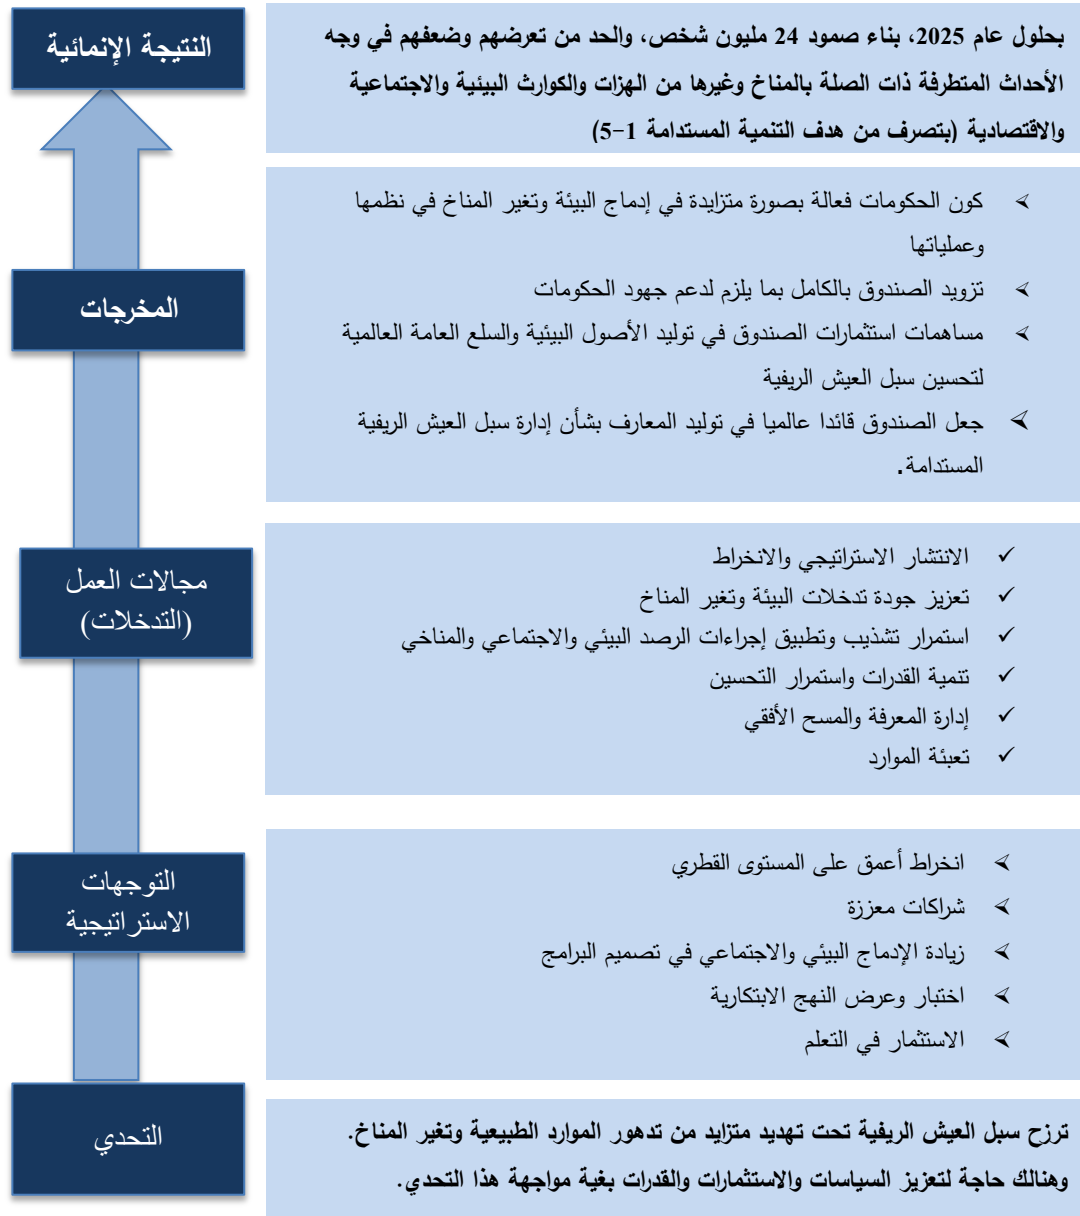 النتيجة الإنمائية
بحلول عام 2025، بناء صمود 24 مليون شخص، والحد من تعرضهم وضعفهم في وجه
الأحداث المتطرفة ذات الصلة بالمناخ وغيرها من الهزات والكوارث البيئية والاجتماعية
والاقتصادية (بتصرف من هدف التنمية المستدامة 1-5)
المخرجات
⮚ كون الحكومات فعالة بصورة متزايدة في إدماج البيئة وتغير المناخ في نظمها
وعملياتها
⮚ تزويد الصندوق بالكامل بما يلزم لدعم جهود الحكومات
⮚ مساهمات استثمارات الصندوق في توليد الأصول البيئية والسلع العامة العالمية
لتحسين سبل العيش الريفية
⮚ جعل الصندوق قائدا عالميا في توليد المعارف بشأن إدارة سبل العيش الريفية
المستدامة.
مجالات العمل
(التدخلات)
✓ الانتشار الاستراتيجي والانخراط
✓ تعزيز جودة تدخلات البيئة وتغير المناخ
✓ استمرار تشذيب وتطبيق إجراءات الرصد البيئي والاجتماعي والمناخي
✓ تنمية القدرات واستمرار التحسين
✓ إدارة المعرفة والمسح الأفقي
✓ تعبئة الموارد
التوجهات
الاستراتيجية
⮚ انخراط أعمق على المستوى القطري
⮚ شراكات معززة
⮚ زيادة الإدماج البيئي والاجتماعي في تصميم البرامج
⮚ اختبار وعرض النهج الابتكارية
⮚ الاستثمار في التعلم
التحدي
ترزح سبل العيش الريفية تحت تهديد متزايد من تدهور الموارد الطبيعية وتغير المناخ.
وهنالك حاجة لتعزيز السياسات والاستثمارات والقدرات بغية مواجهة هذا التحدي.